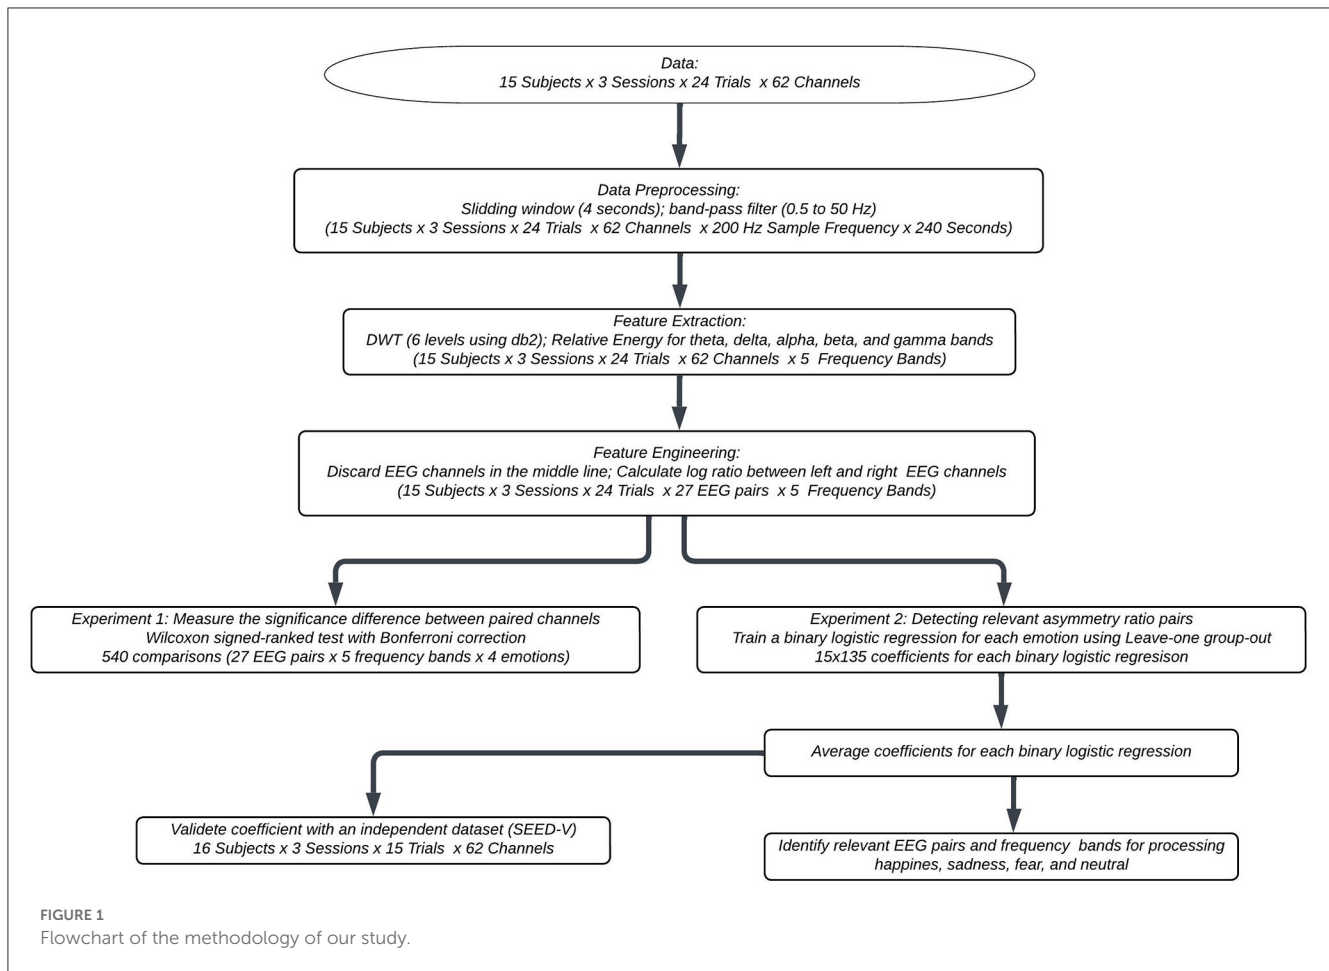 Data:
15 Subjects x 3 Sessions x 24 Trials x 62 Channels
Data Preprocessing:
Slidding window (4 seconds); band-pass filter (0.5 to 50 Hz)
(15 Subjects x 3 Sessions x 24 Trials x 62 Channels x 200 Hz Sample Frequency x 240 Seconds)
Feature Extraction:
DWT (6 levels using db2); Relative Energy for theta, delta, alpha, beta, and gamma bands
(15 Subjects x 3 Sessions x 24 Trials x 62 Channels x 5 Frequency Bands)
Feature Engineering:
Discard EEG channels in the middle line; Calculate log ratio between left and right EEG channels
(15 Subjects x 3 Sessions x 24 Trials x 27 EEG pairs x 5 Frequency Bands)
Experiment 1: Measure the significance difference between paired channels
Wilcoxon signed-ranked test with Bonferroni correction
540 comparisons (27 EEG pairs x 5 frequency bands x 4 emotions)
Experiment 2: Detecting relevant asymmetry ratio pairs
Train a binary logistic regression for each emotion using Leave-one group-out
15x135 coefficients for each binary logistic regresison
Average coefficients for each binary logistic regression
Validete coefficient with an independent dataset (SEED-V)
16 Subjects x 3 Sessions x 15 Trials x 62 Channels
Identify relevant EEG pairs and frequency bands for processing
happines, sadness, fear, and neutral
FIGURE 1
Flowchart of the methodology of our study.